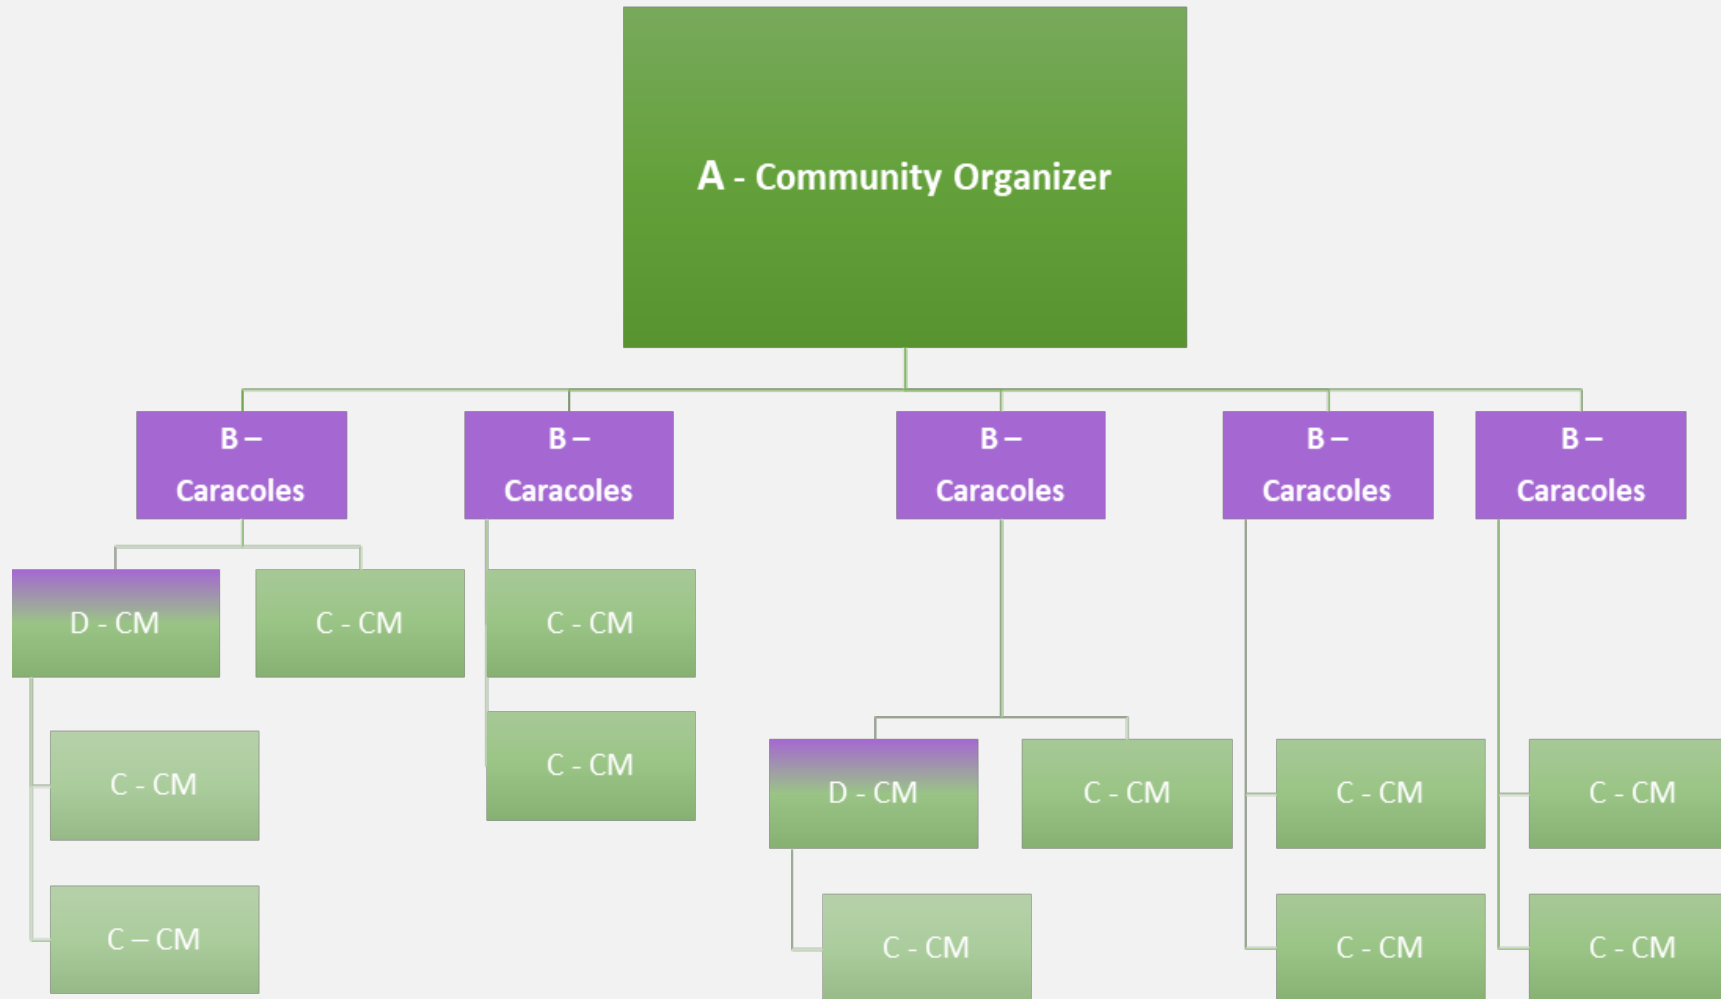 A - Community Organizer
B –
Caracoles
B –
Caracoles
B –
Caracoles
B –
Caracoles
B –
Caracoles
D - CM
C - CM
C - CM
C - CM
C - CM
C – CM
D - CM
C - CM
C - CM
C - CM
C - CM
C - CM
C - CM
C - CM